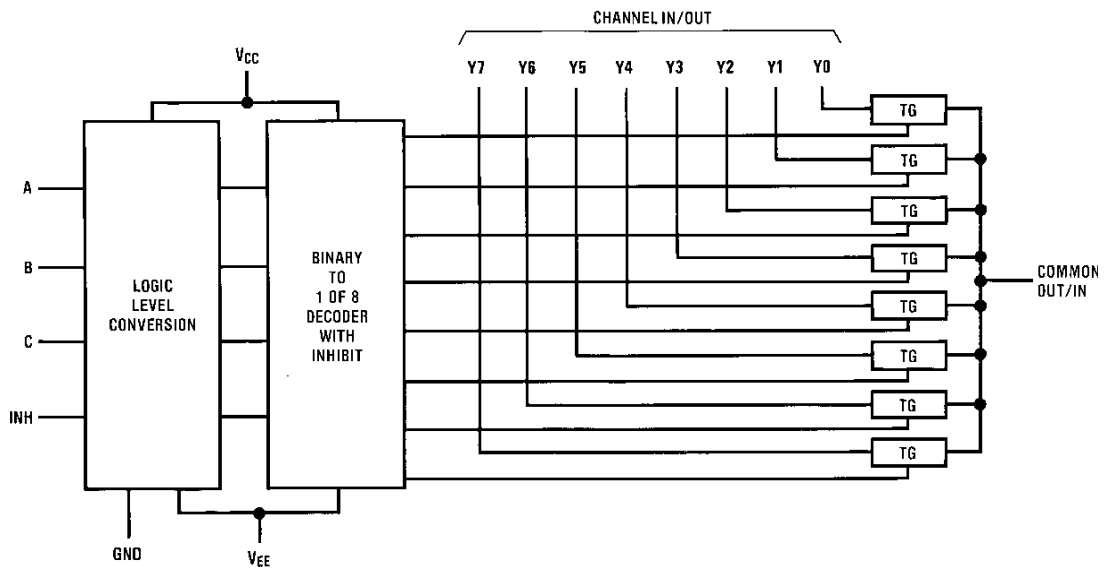 CHANNEL IN/OUT
VCC
Y7 Y6 Y5 Y4 Y3 Y2 Y1 Y0
TG
TG
TG
TG
TG
TG
TG
TG
A
B
C
INH
LOGIC
LEVEL
CONVERSION
BINARY
TO
1 OF 8
DECODER
WITH
INHIBIT
COMMON
OUT/IN
GND
VEE